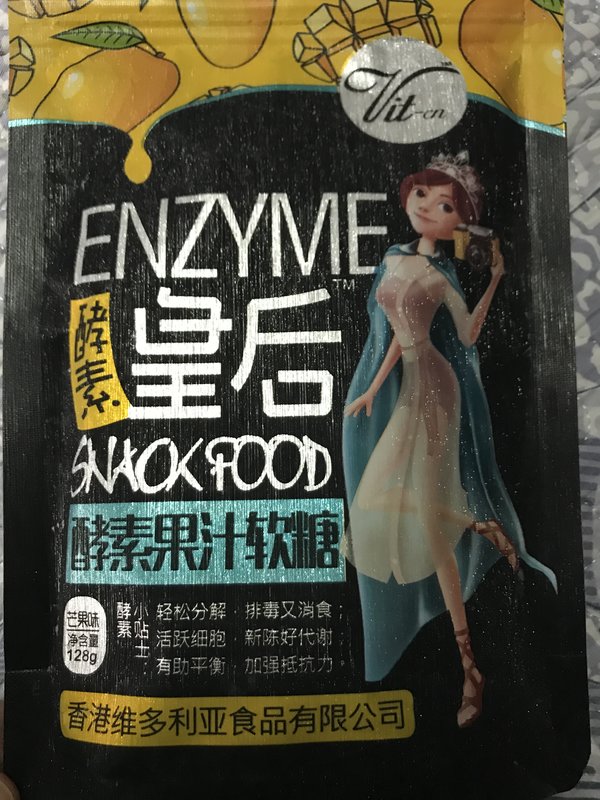 Vit-cn
ENZYME™
酵素
皇后
SNACK FOOD
酵素果汁软糖
芒果味
净含量
128g
酵素
小贴士:
轻松分解·排毒又消食;
活跃细胞·新陈好代谢
有助平衡·加强抵抗力。
香港维多利亚食品有限公司